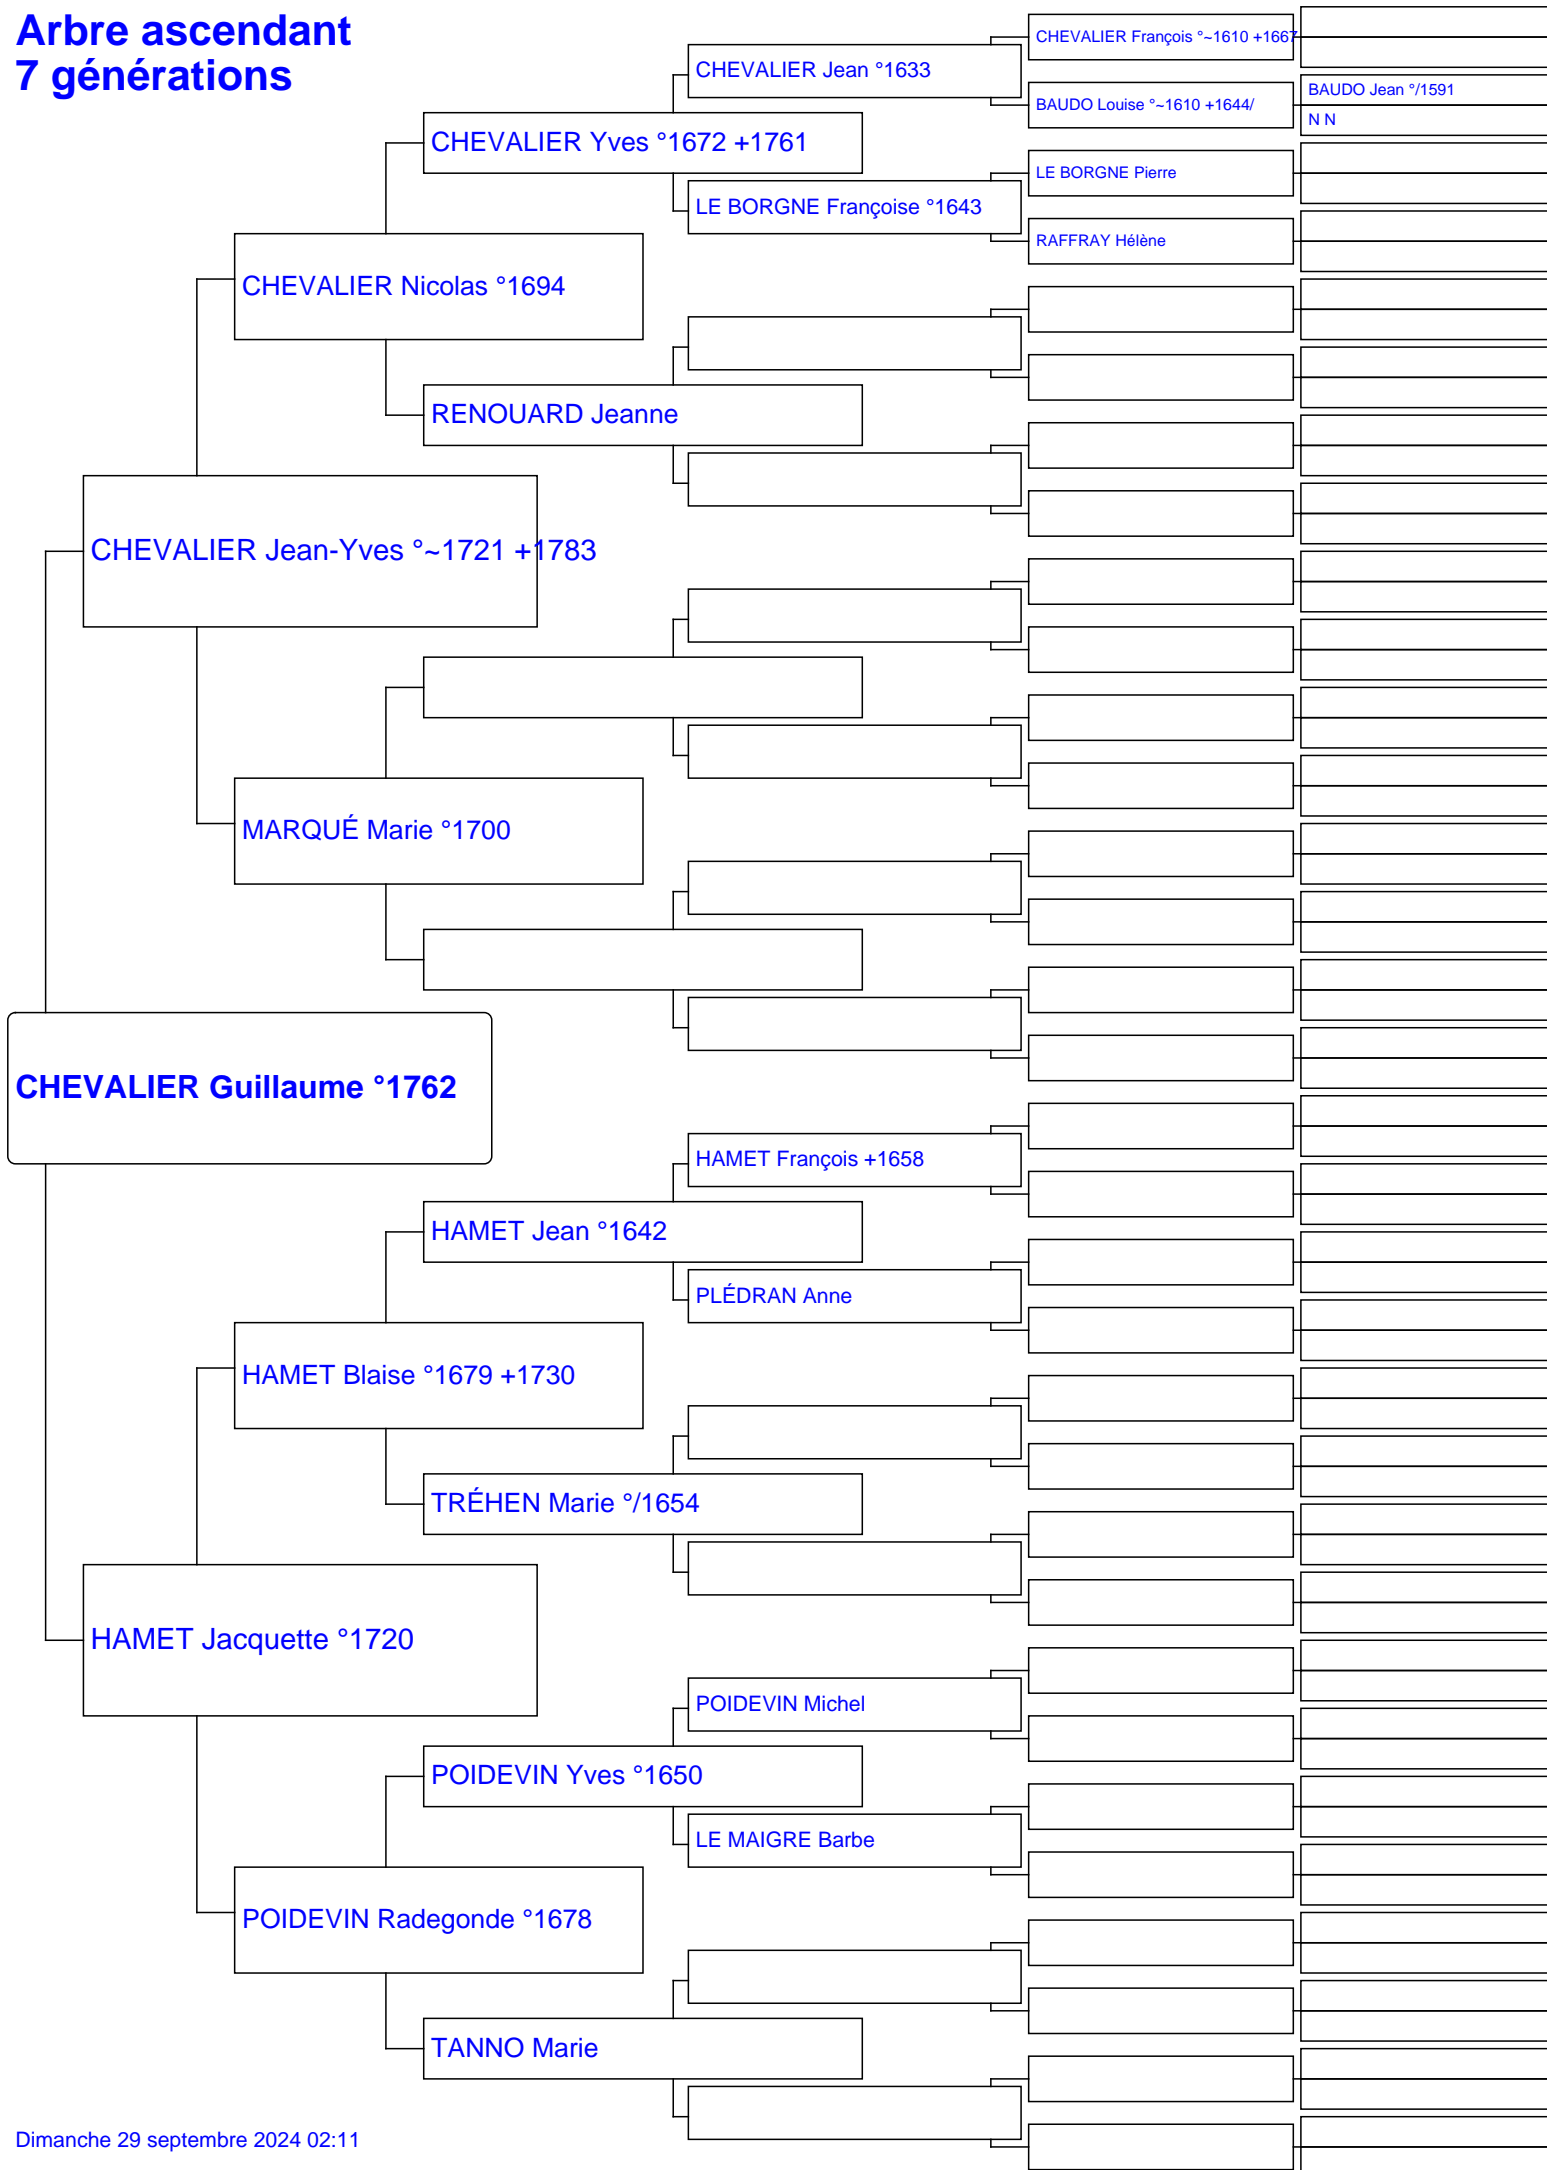 Arbre ascendant
7 générations
CHEVALIER François °~1610 +1667
CHEVALIER Jean °1633
BAUDO Jean °/1591
BAUDO Louise °~1610 +1644/
N N
CHEVALIER Yves °1672 +1761
LE BORGNE Pierre
LE BORGNE Françoise °1643
RAFFRAY Hélène
CHEVALIER Nicolas °1694
RENOUARD Jeanne
CHEVALIER Jean-Yves °~1721 +1783
MARQUÉ Marie °1700
CHEVALIER Guillaume °1762
HAMET François +1658
HAMET Jean °1642
PLÉDRAN Anne
HAMET Blaise °1679 +1730
TRÉHEN Marie °/1654
HAMET Jacquette °1720
POIDEVIN Michel
POIDEVIN Yves °1650
LE MAIGRE Barbe
POIDEVIN Radegonde °1678
TANNO Marie
Dimanche 29 septembre 2024 02:11